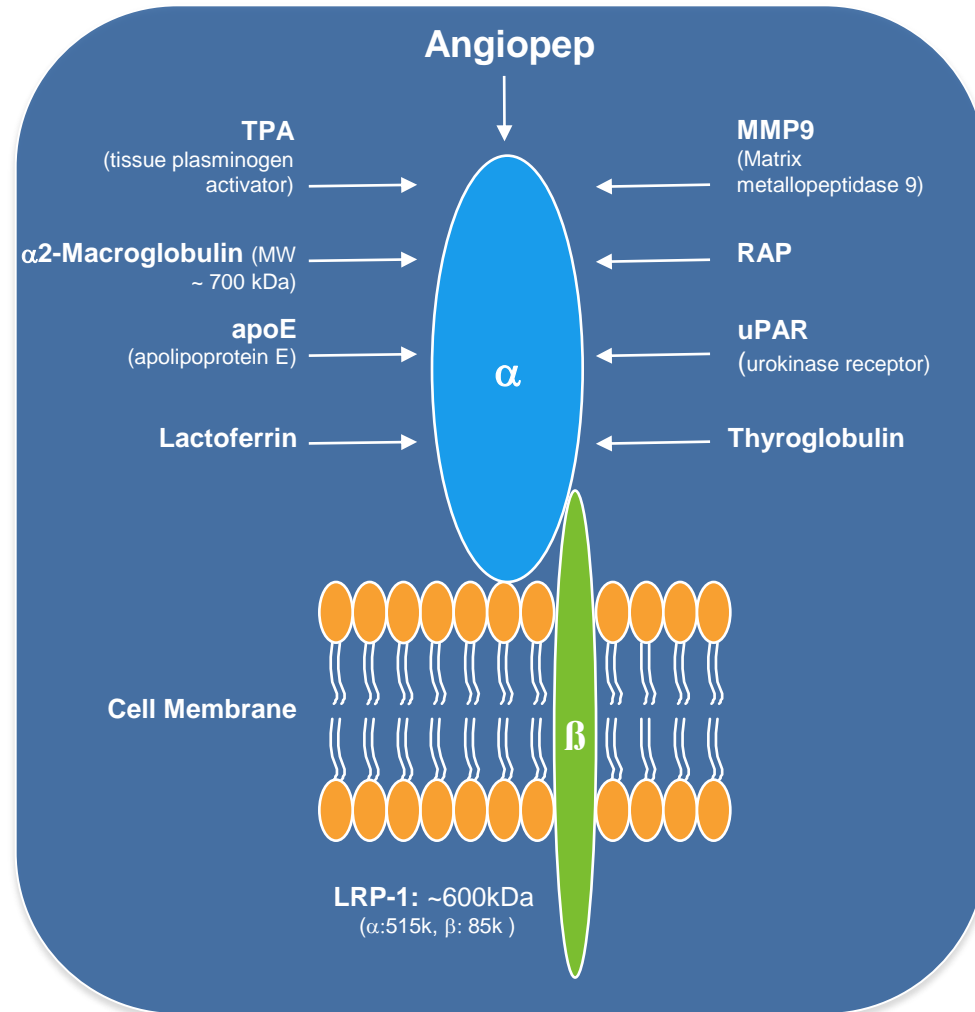 Angiopep
TPA
(tissue plasminogen
activator)
α2-Macroglobulin (MW
~ 700 kDa)
apoE
(apolipoprotein E)
Lactoferrin
MMP9
(Matrix
metallopeptidase 9)
RAP
uPAR
(urokinase receptor)
Thyroglobulin
α
Cell Membrane
ß
LRP-1: ~600kDa
(α:515k, β: 85k )